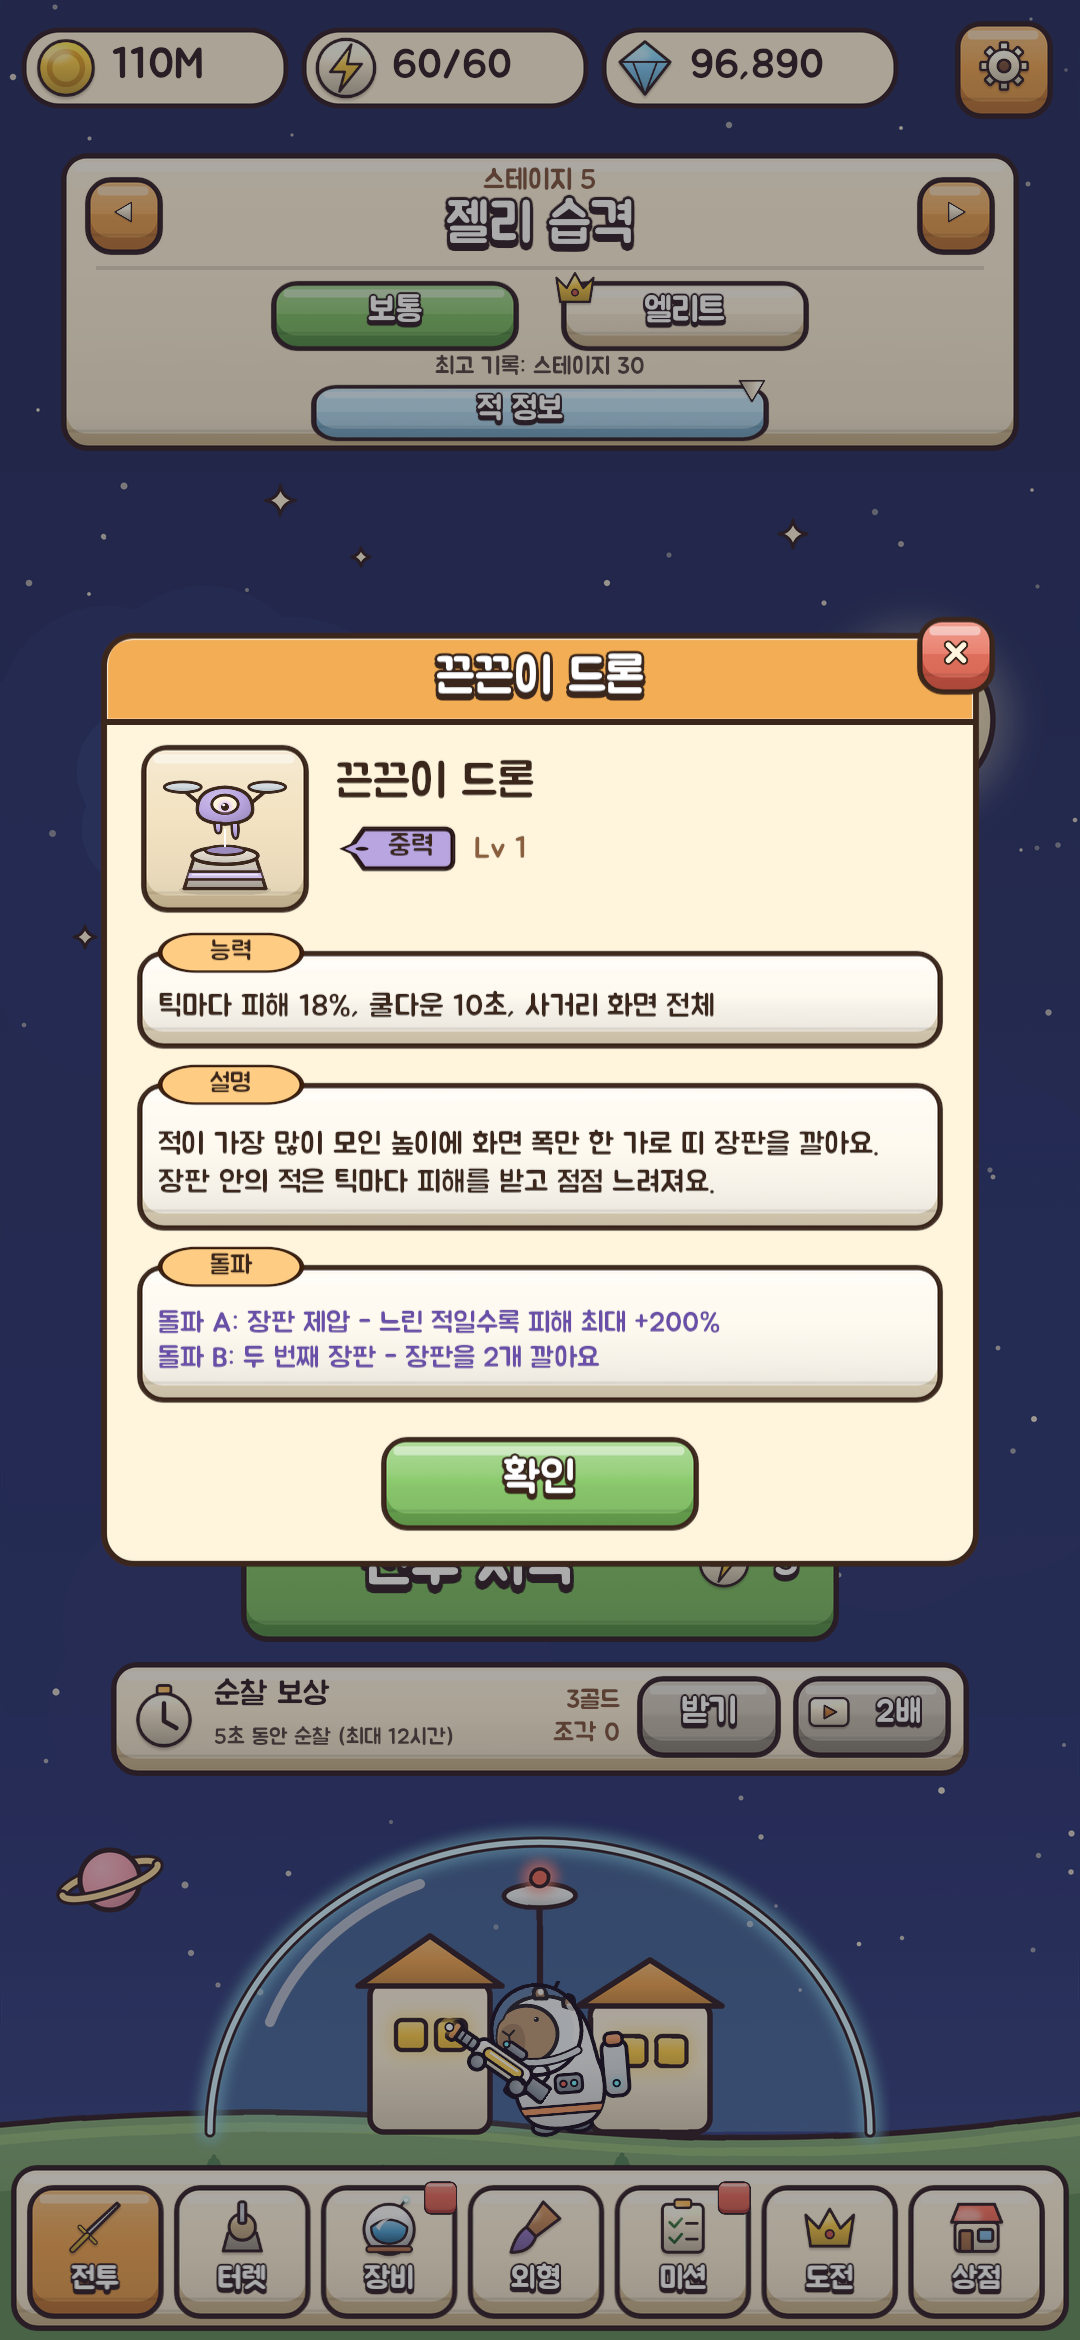 110M
60/60
96,890
스테이지 5
젤리 습격
보통
엘리트
최고 기록: 스테이지 30
적 정보
끈끈이 드론
끈끈이 드론
중력
Lv 1
능력
틱마다 피해 18%, 쿨다운 10초, 사거리 화면 전체
설명
적이 가장 많이 모인 높이에 화면 폭만 한 가로 띠 장판을 깔아요.
장판 안의 적은 틱마다 피해를 받고 점점 느려져요.
돌파
돌파 A: 장판 제압 - 느린 적일수록 피해 최대 +200%
돌파 B: 두 번째 장판 - 장판을 2개 깔아요
확인
순찰 보상
5초 동안 순찰 (최대 12시간)
3골드
조각 0
받기
2배
전투
터렛
장비
외형
미션
도전
상점